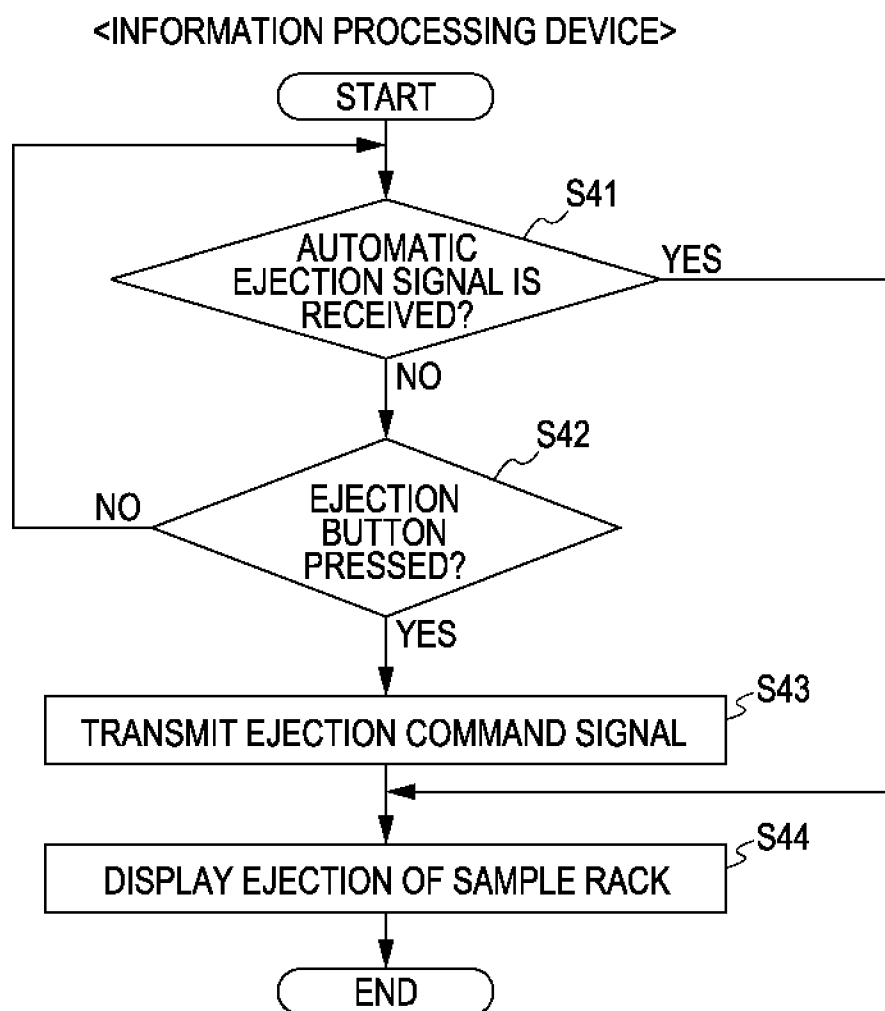 <INFORMATION PROCESSING DEVICE>
START
S41
AUTOMATIC
EJECTION SIGNAL IS
RECEIVED?
YES
NO
S42
EJECTION
BUTTON
PRESSED?
NO
YES
S43
TRANSMIT EJECTION COMMAND SIGNAL
S44
DISPLAY EJECTION OF SAMPLE RACK
END